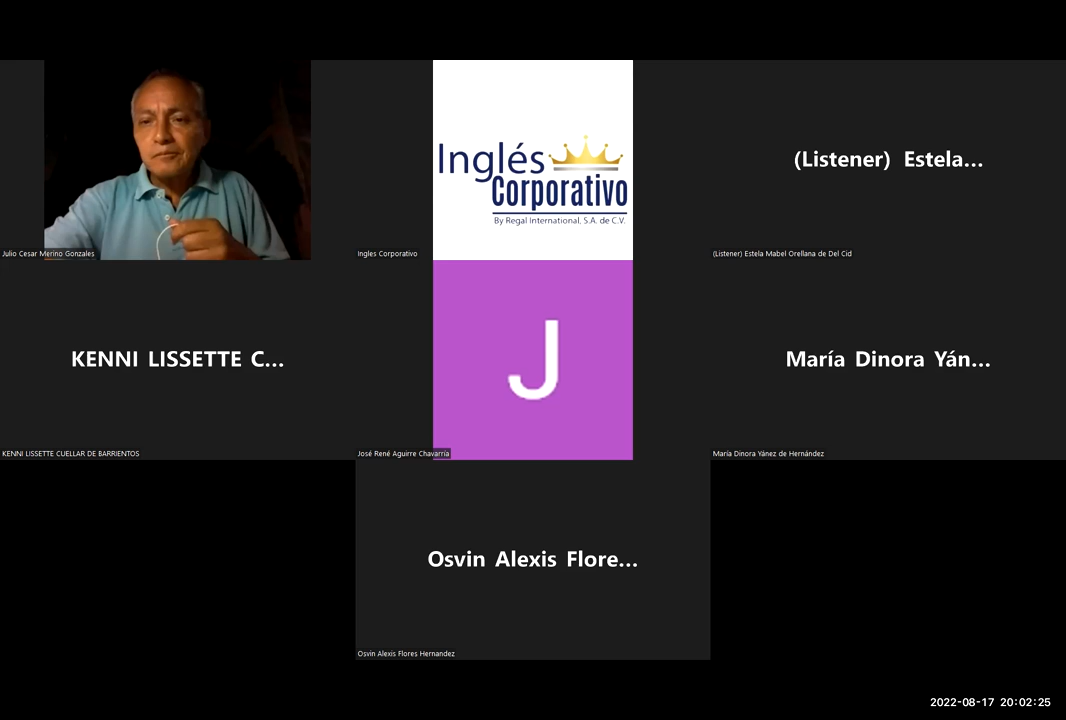 Julio Cesar Merino Gonzales
Inglés
Corporativo
By Regal International, S.A. de C.V.
Ingles Corporativo
(Listener) Estela...
(Listener) Estela Mabel Orellana de Del Cid
KENNI LISSETTE C...
KENNI LISSETTE CUELLAR DE BARRIENTOS
J
José René Aguirre Chavarría
María Dinora Yán...
María Dinora Yánez de Hernández
Osvin Alexis Flore...
Osvin Alexis Flores Hernandez
2022-08-17 20:02:25